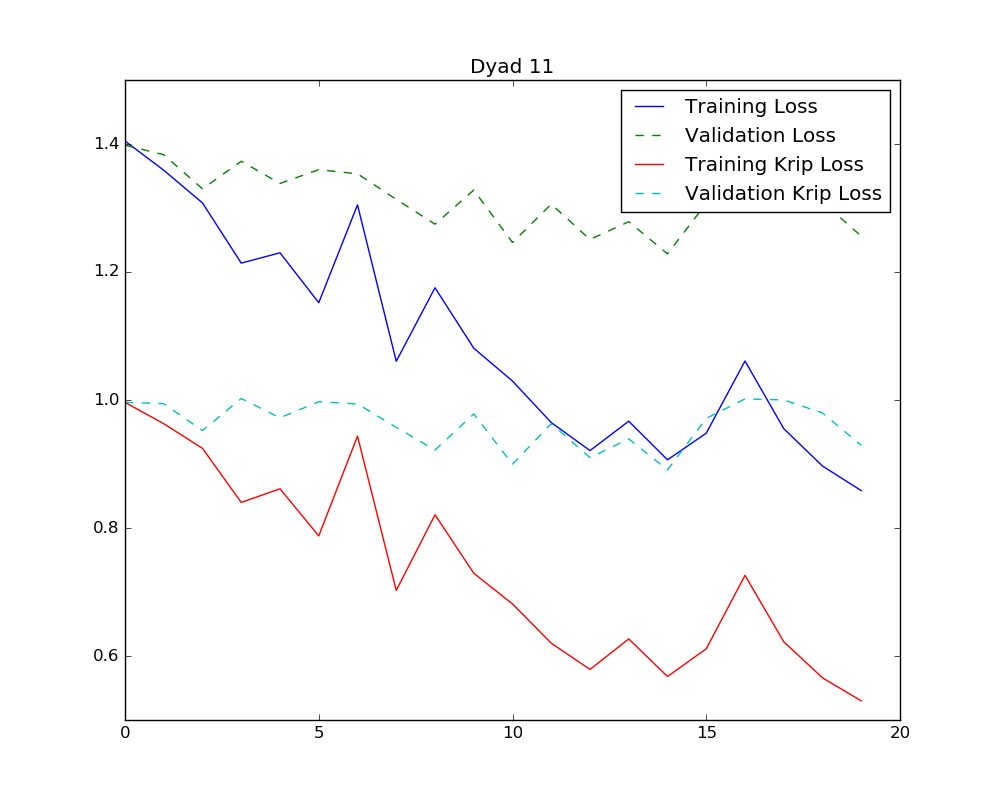 Dyad 11
Training Loss
Validation Loss
Training Krip Loss
Validation Krip Loss
1.4
1.2
1.0
0.8
0.6
0 5 10 15 20